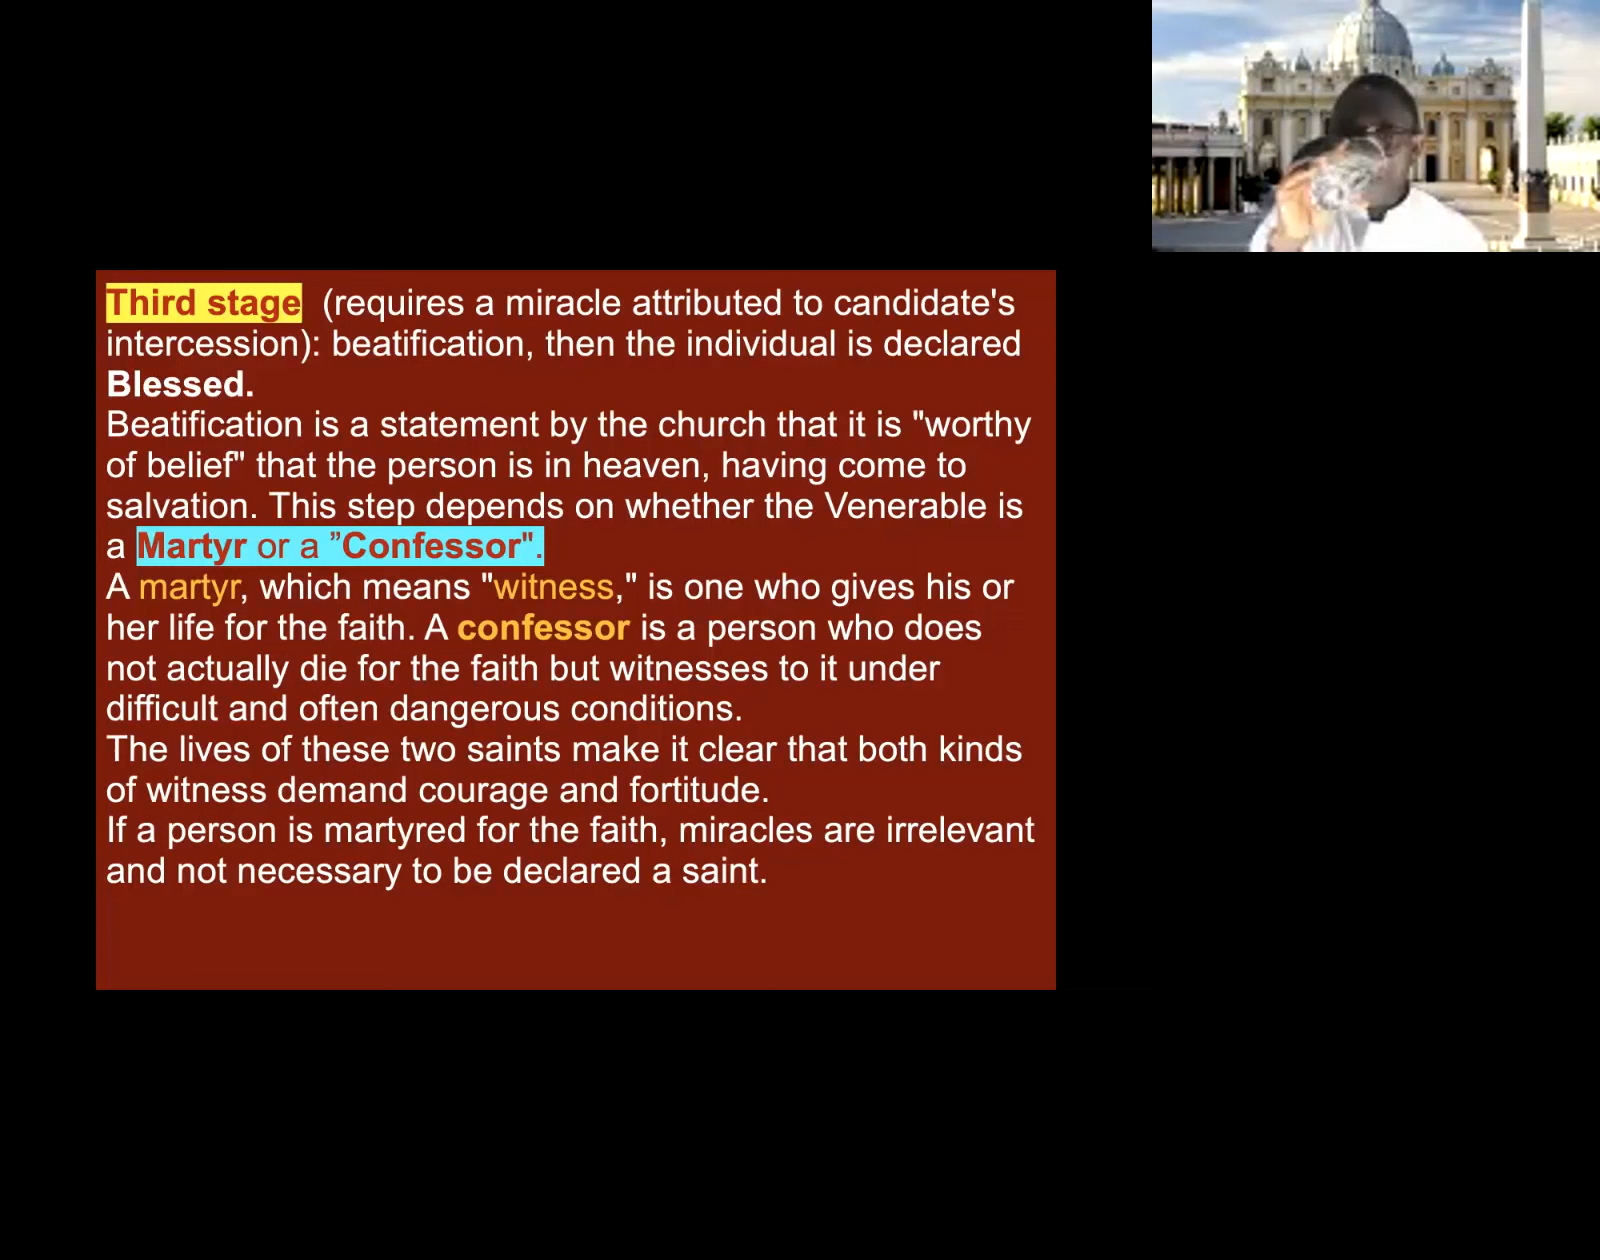 Third stage (requires a miracle attributed to candidate's
intercession): beatification, then the individual is declared
Blessed.
Beatification is a statement by the church that it is "worthy
of belief" that the person is in heaven, having come to
salvation. This step depends on whether the Venerable is
a Martyr or a ”Confessor".
A martyr, which means "witness," is one who gives his or
her life for the faith. A confessor is a person who does
not actually die for the faith but witnesses to it under
difficult and often dangerous conditions.
The lives of these two saints make it clear that both kinds
of witness demand courage and fortitude.
If a person is martyred for the faith, miracles are irrelevant
and not necessary to be declared a saint.